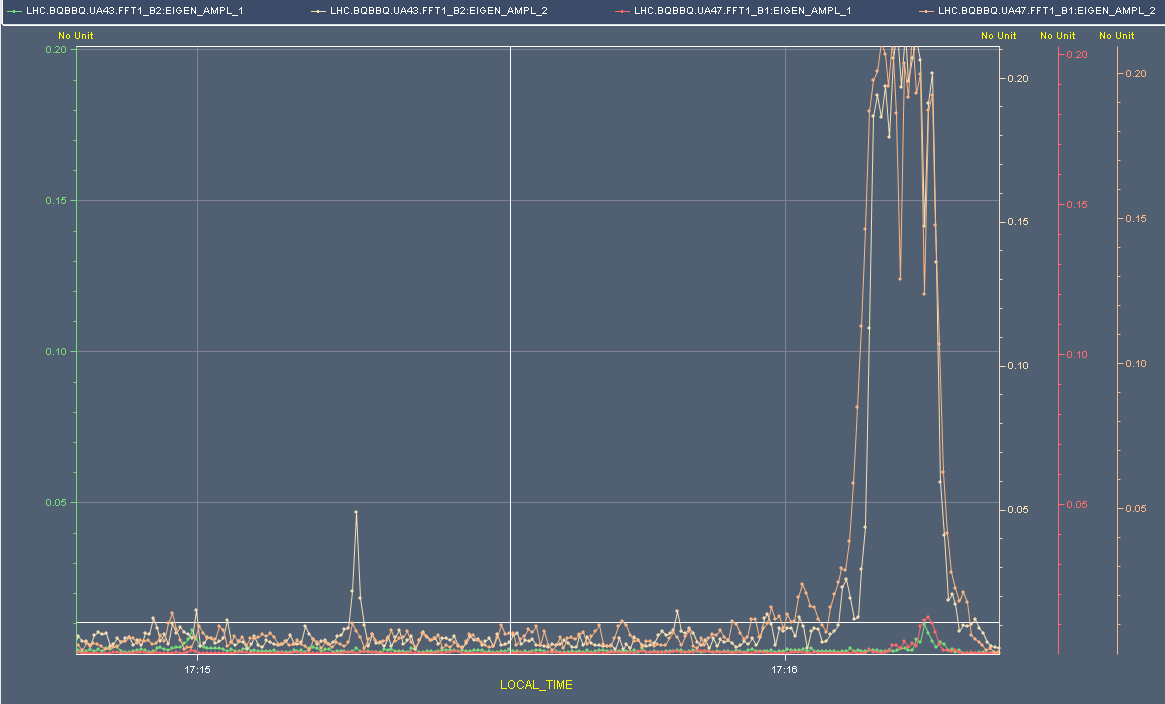 LHC.BQBBQ.UA43.FFT1_B2:EIGEN_AMPL_1 LHC.BQBBQ.UA43.FFT1_B2:EIGEN_AMPL_2 LHC.BQBBQ.UA47.FFT1_B1:EIGEN_AMPL_1 LHC.BQBBQ.UA47.FFT1_B1:EIGEN_AMPL_2
No Unit No Unit No Unit No Unit
0.20 0.20 0.20 0.20
0.15 0.15 0.15 0.15
0.10 0.10 0.10 0.10
0.05 0.05 0.05 0.05
17:15 17:16
LOCAL_TIME